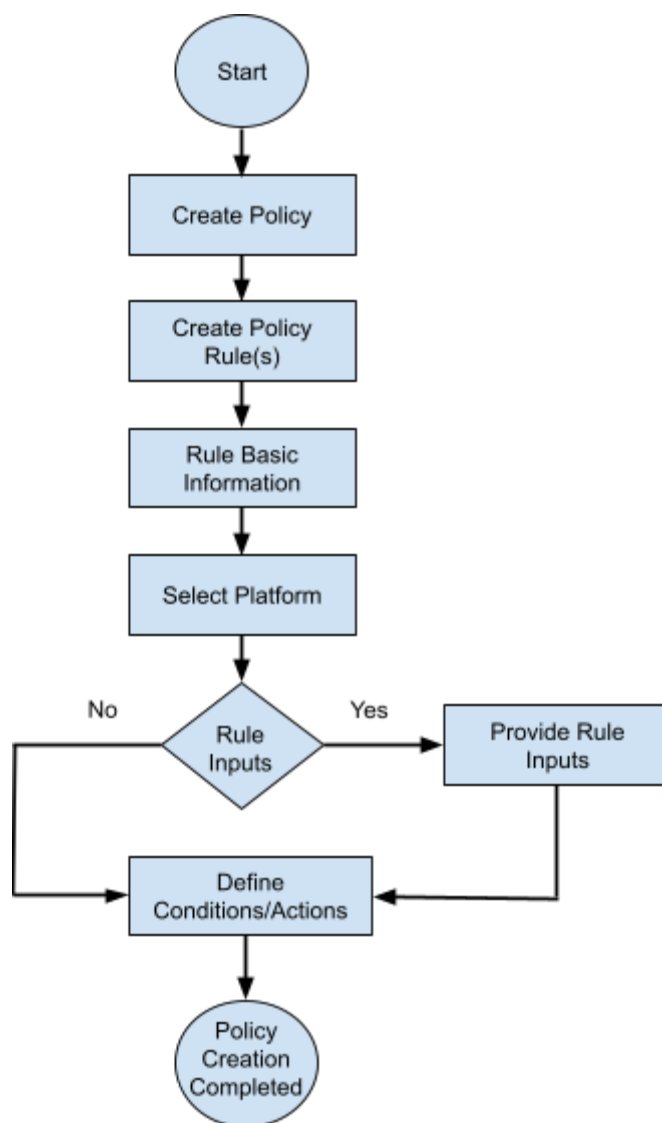 Start
Create Policy
Create Policy
Rule(s)
Rule Basic
Information
Select Platform
No
Yes
Rule
Inputs
Provide Rule
Inputs
Define
Conditions/Actions
Policy
Creation
Completed